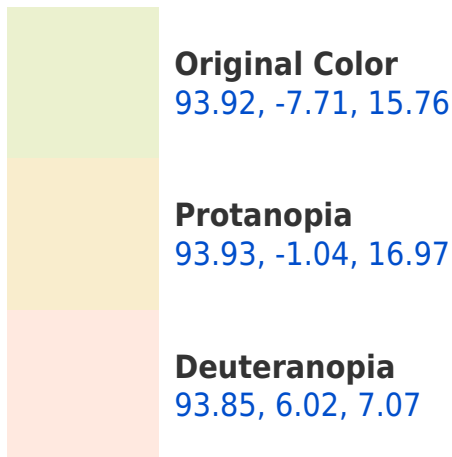 Original Color
93.92, -7.71, 15.76
Protanopia
93.93, -1.04, 16.97
Deuteranopia
93.85, 6.02, 7.07